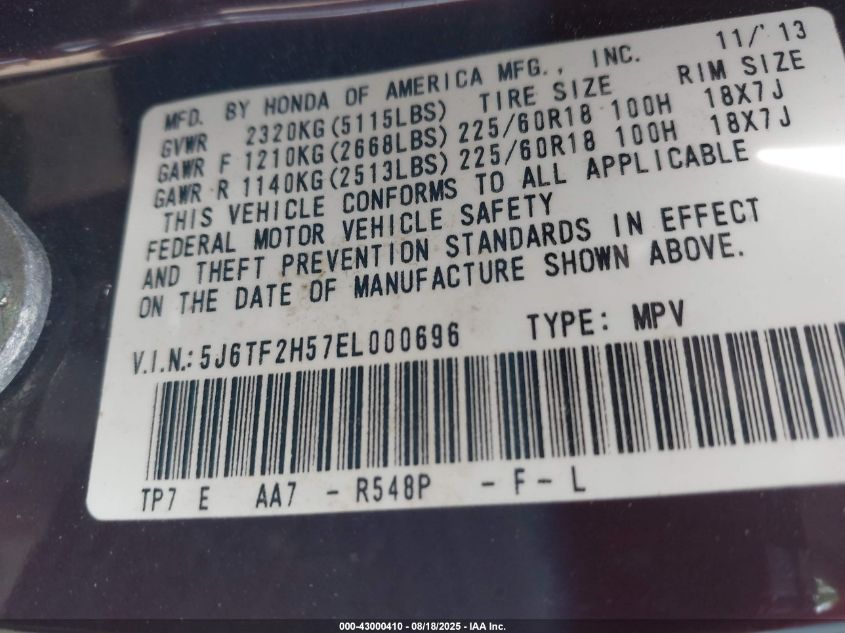 MFD. BY HONDA OF AMERICA MFG., INC. 11/13
GVWR 2320KG(5115LBS) TIRE SIZE RIM SIZE
GAWR F 1210KG(2668LBS) 225/60R18 100H 18X7J
GAWR R 1140KG(2513LBS) 225/60R18 100H 18X7J
THIS VEHICLE CONFORMS TO ALL APPLICABLE
FEDERAL MOTOR VEHICLE SAFETY
AND THEFT PREVENTION STANDARDS IN EFFECT
ON THE DATE OF MANUFACTURE SHOWN ABOVE.
V.I.N.: 5J6TF2H57EL000696 TYPE: MPV
TP7 E AA7 - R548P - F - L
000-43000410 - 08/18/2025 - IAA Inc.